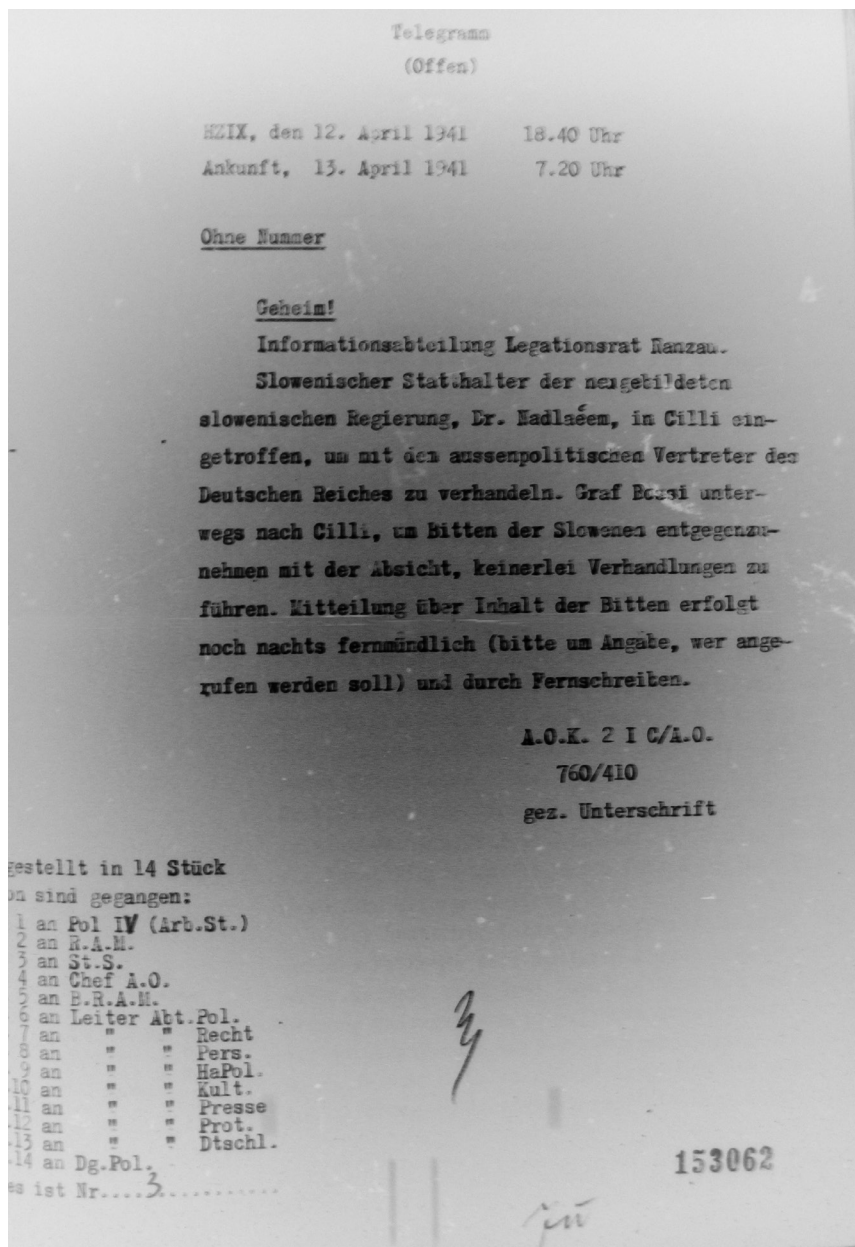 Telegramm
(Offen)
HZIX, den 12. April 1941 18.40 Uhr
Ankunft, 13. April 1941 7.20 Uhr
Ohne Nummer
Geheim!
Informationsabteilung Legationsrat Ranzau.
Slowenischer Statthalter der neugebildeten
slowenischen Regierung, Dr. Nadlaéem, in Cilli ein-
getroffen, um mit dem aussenpolitischen Vertreter des
Deutschen Reiches zu verhandeln. Graf Bossi unter-
wegs nach Cilli, um Bitten der Slowenen entgegenzu-
nehmen mit der Absicht, keinerlei Verhandlungen zu
führen. Mitteilung über Inhalt der Bitten erfolgt
noch nachts fernmündlich (bitte um Angabe, wer ange-
rufen werden soll) und durch Fernschreiben.
A.O.K. 2 I C/A.O.
760/410
gez. Unterschrift
gestellt in 14 Stück
on sind gegangen:
1 an Pol IV (Arb.St.)
2 an R.A.M.
3 an St.S.
4 an Chef A.O.
5 an B.R.A.M.
6 an Leiter Abt.Pol.
7 an " " Recht
8 an " " Pers.
9 an " " HaPol.
10 an " " Kult.
11 an " " Presse
12 an " " Prot.
13 an " " Dtschl.
14 an Dg.Pol.
es ist Nr....3...........
153062